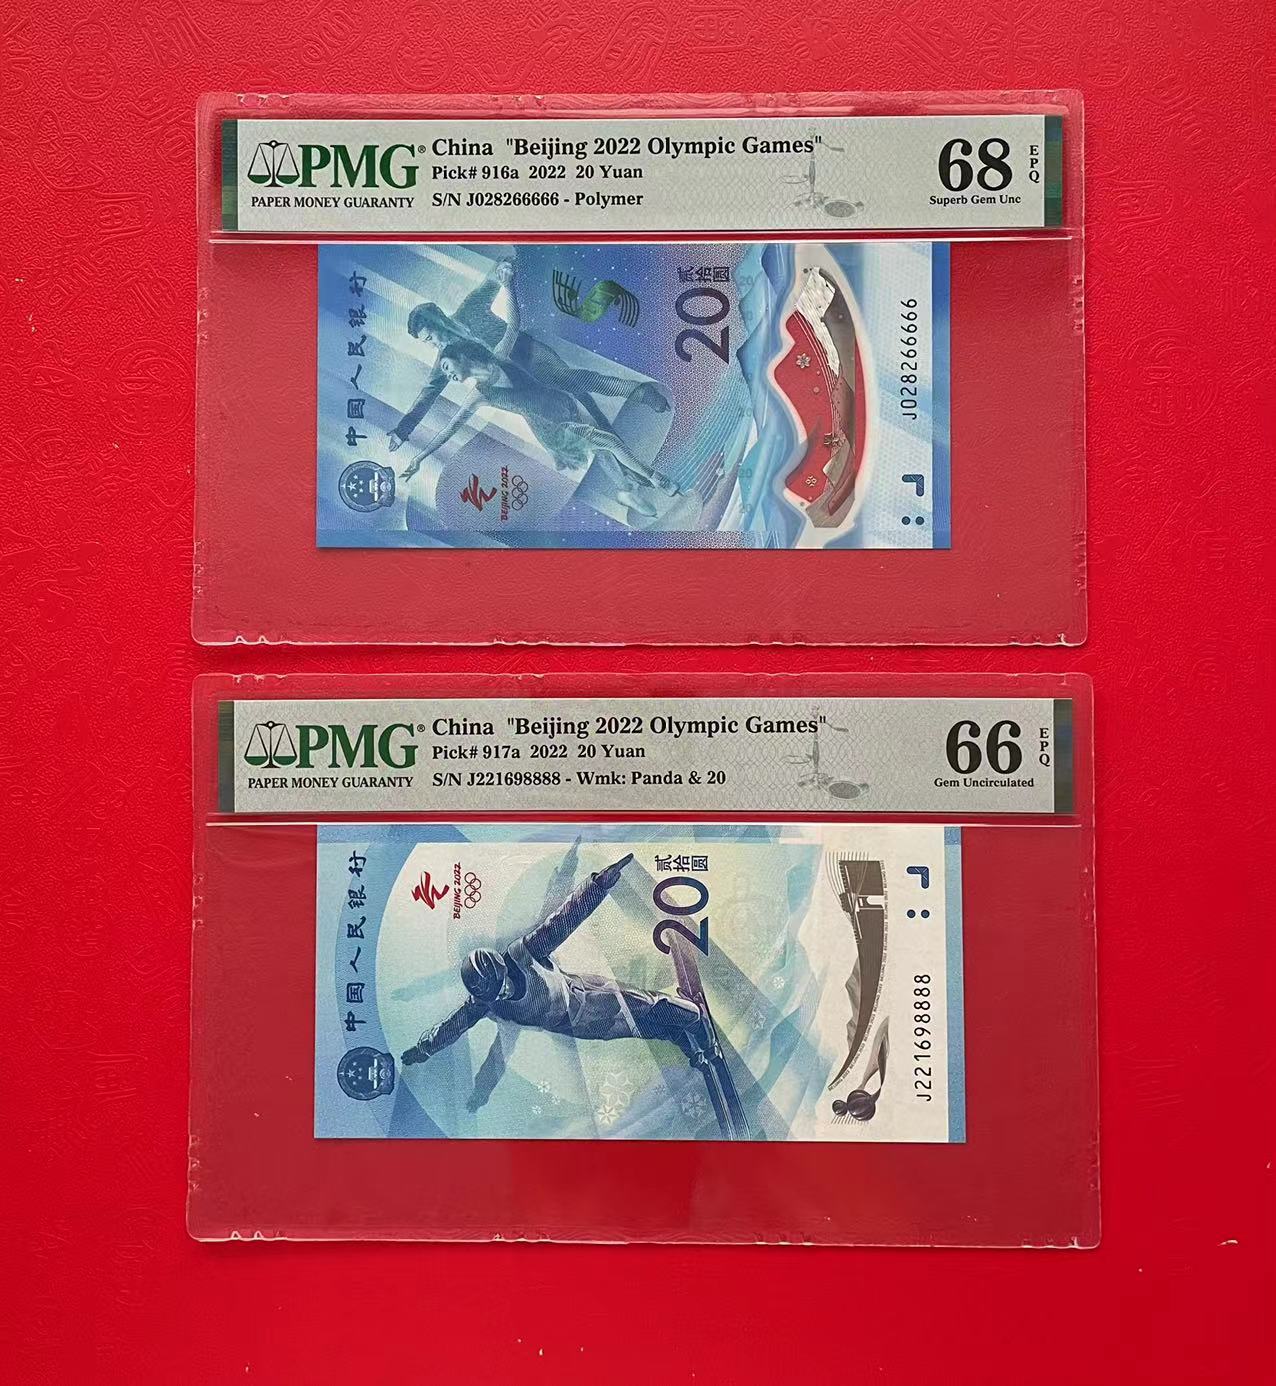 PMG®
PAPER MONEY GUARANTY
China "Beijing 2022 Olympic Games"
Pick# 916a 2022 20 Yuan
S/N J028266666 - Polymer
68
EPQ
Superb Gem Unc
中国人民银行
BEIJING 2022
20
贰拾圆
J028266666
PMG®
PAPER MONEY GUARANTY
China "Beijing 2022 Olympic Games"
Pick# 917a 2022 20 Yuan
S/N J221698888 - Wmk: Panda & 20
66
EPQ
Gem Uncirculated
中国人民银行
BEIJING 2022
20
贰拾圆
J221698888